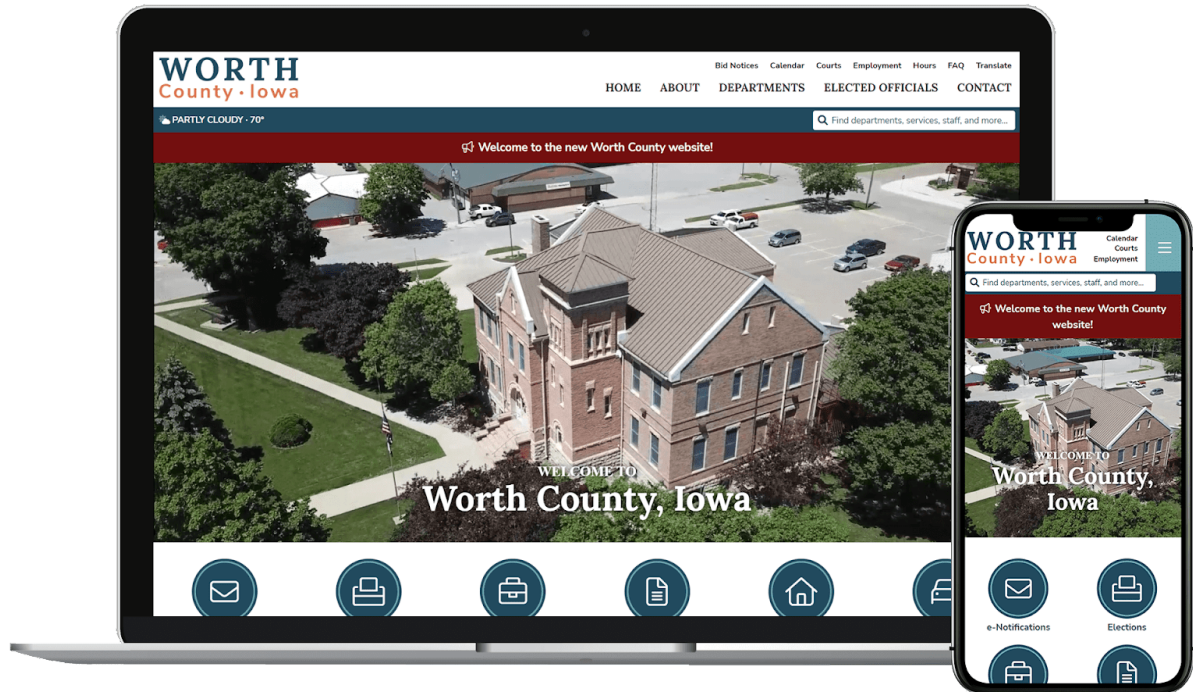 WORTH
County · Iowa
Bid Notices Calendar Courts Employment Hours FAQ Translate
HOME ABOUT DEPARTMENTS ELECTED OFFICIALS CONTACT
PARTLY CLOUDY · 70°
Find departments, services, staff, and more...
Welcome to the new Worth County website!
WELCOME TO
Worth County, Iowa
WORTH
County · Iowa
Calendar
Courts
Employment
Find departments, services, staff, and more...
Welcome to the new Worth County
website!
WELCOME TO
Worth County,
Iowa
e-Notifications
Elections